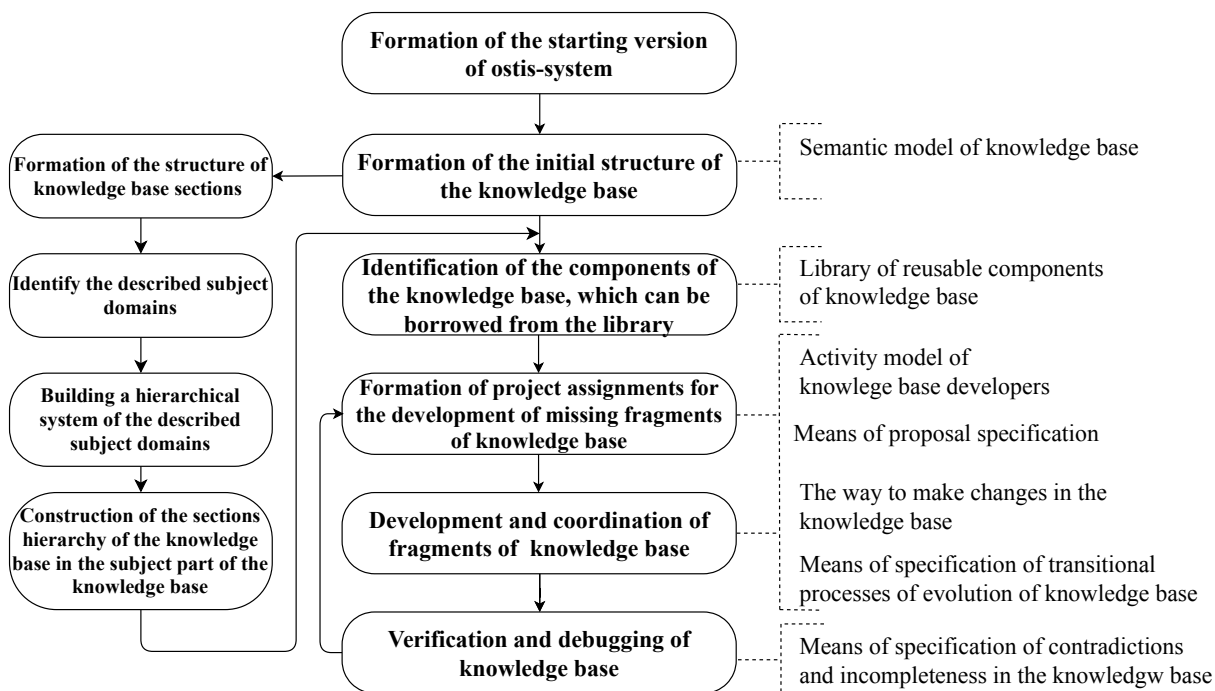 Formation of the starting version
of ostis-system
Formation of the initial structure of
the knowledge base
Semantic model of knowledge base
Formation of the structure of
knowledge base sections
Identify the described subject
domains
Building a hierarchical
system of the described
subject domains
Construction of the sections
hierarchy of the knowledge
base in the subject part of the
knowledge base
Identification of the components of
the knowledge base, which can be
borrowed from the library
Library of reusable components
of knowledge base
Formation of project assignments for
the development of missing fragments
of knowledge base
Activity model of
knowlege base developers
Means of proposal specification
The way to make changes in the
knowledge base
Means of specification of transitional
processes of evolution of knowledge base
Development and coordination of
fragments of knowledge base
Verification and debugging of
knowledge base
Means of specification of contradictions
and incompleteness in the knowledgw base